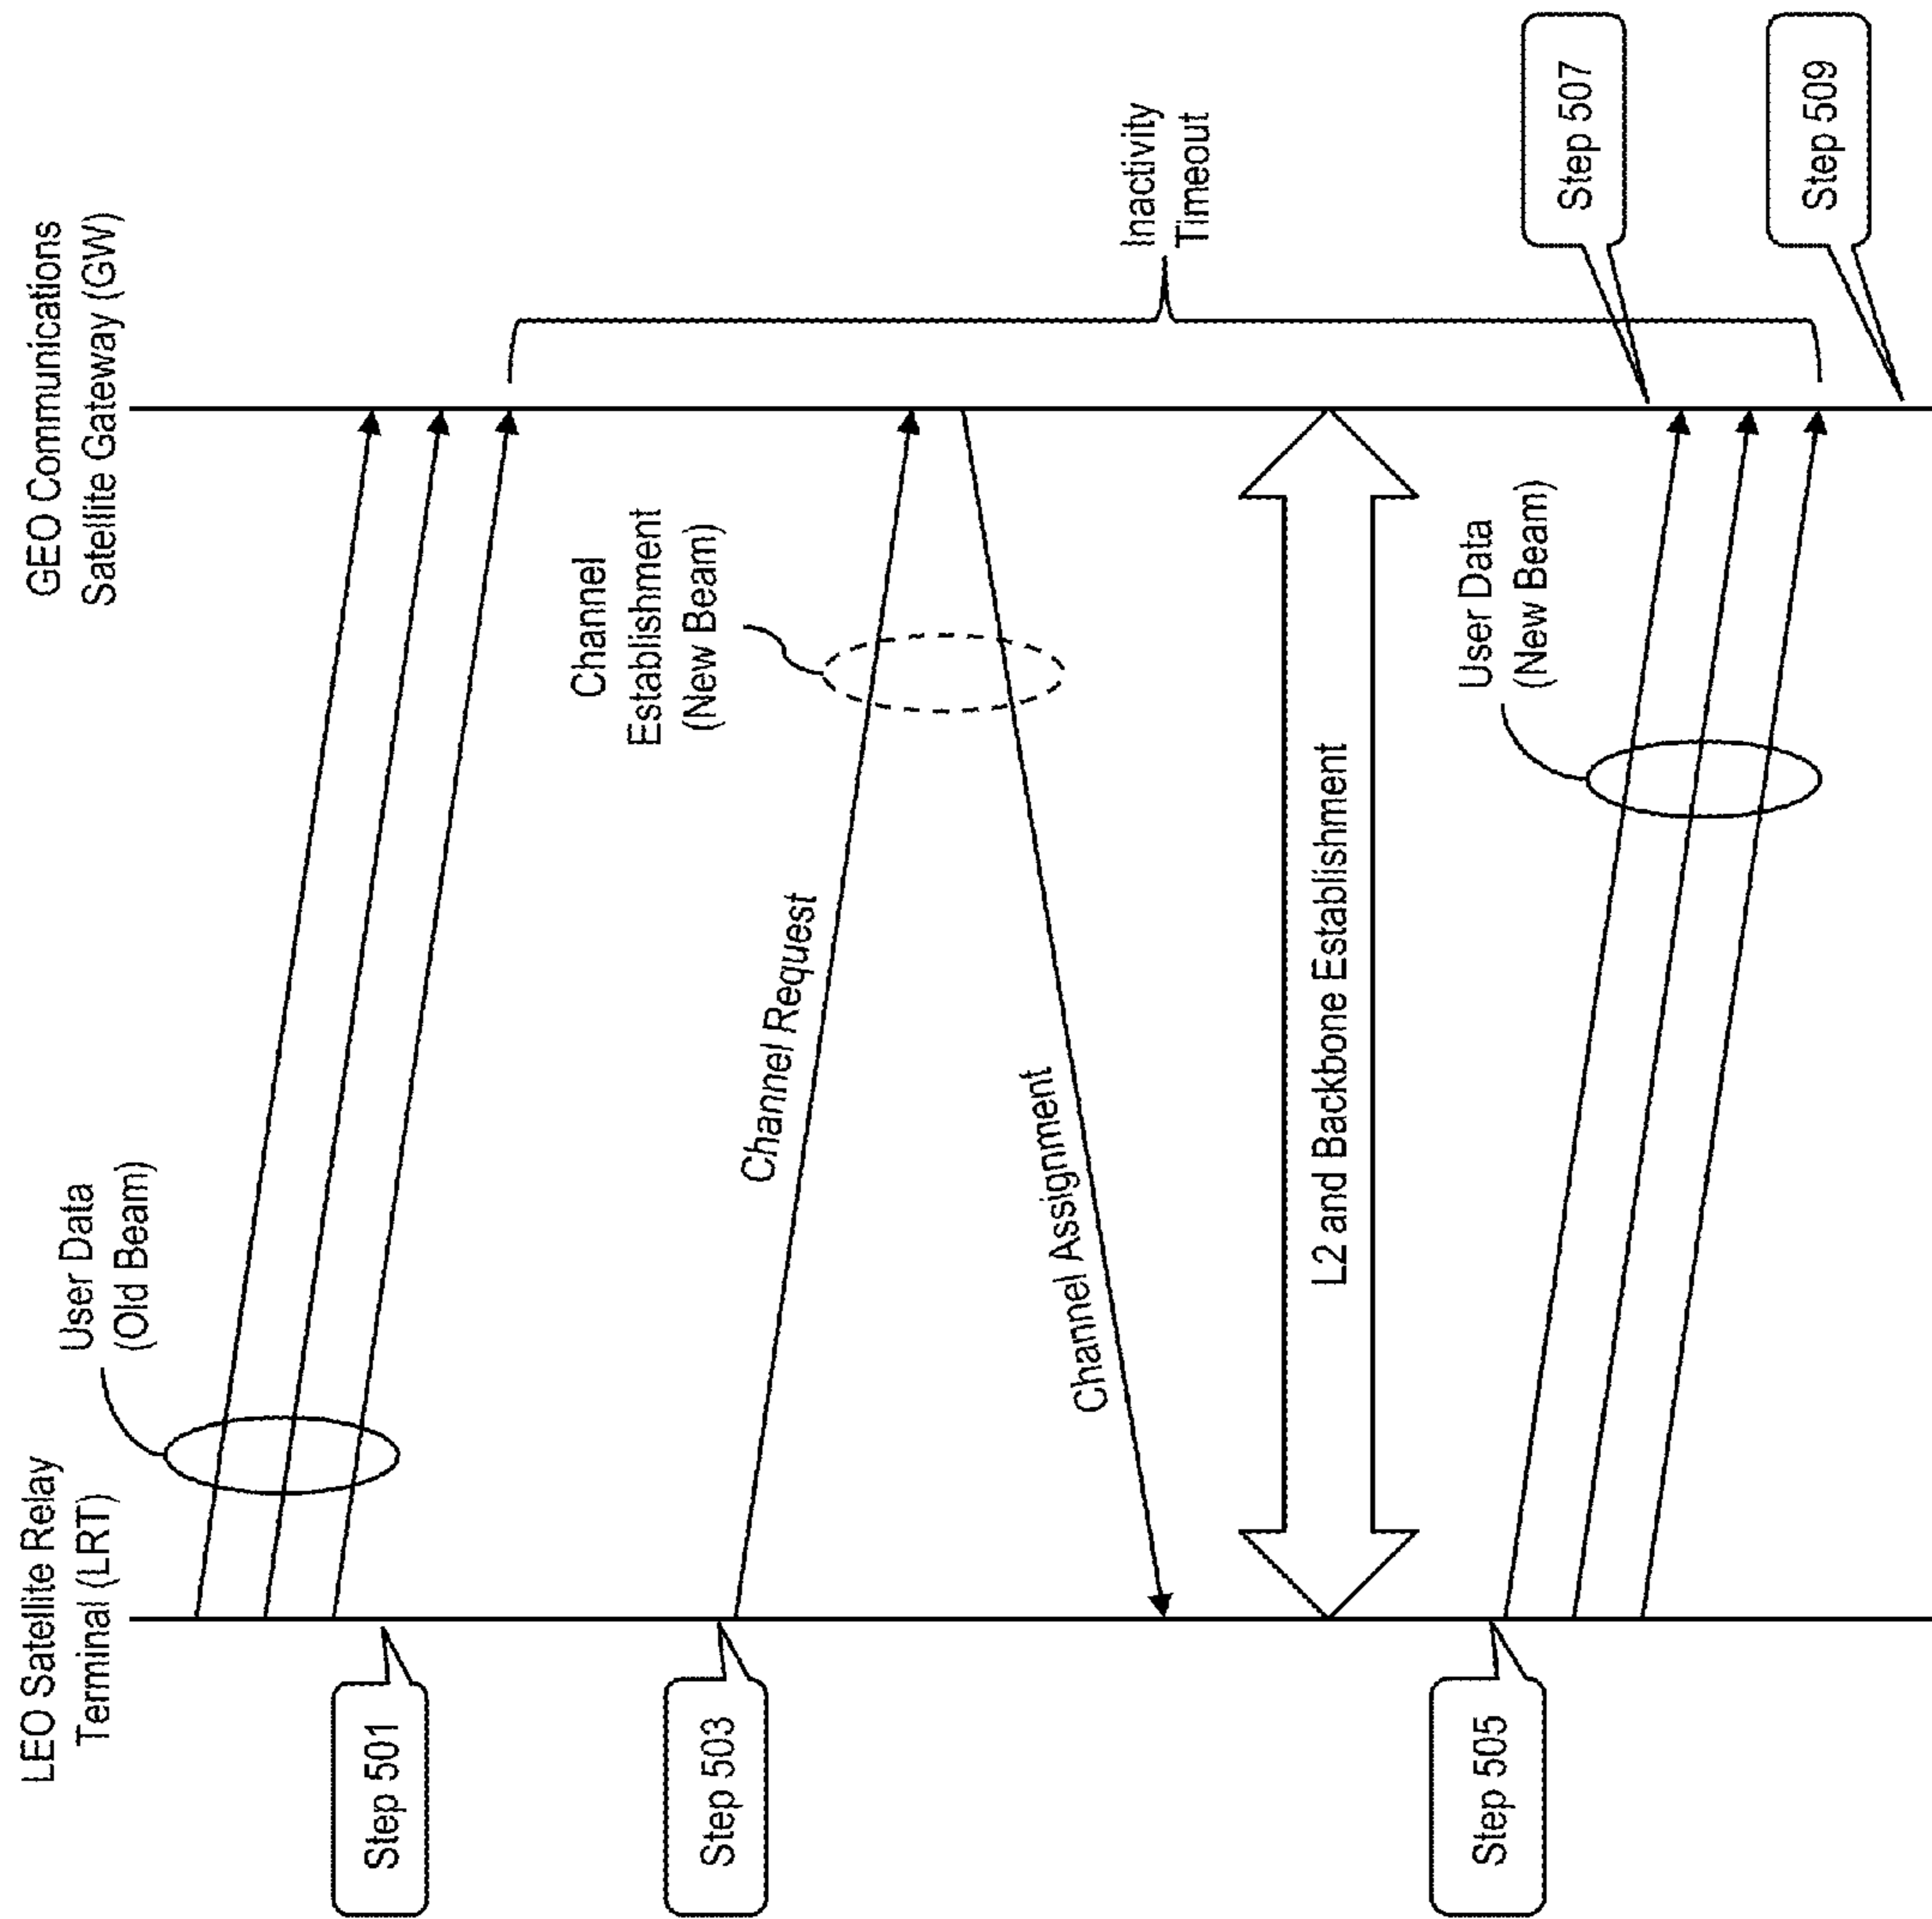 LEO Satellite Relay
Terminal (LRT)
GEO Communications
Satellite Gateway (GW)
User Data
(Old Beam)
Step 501
Channel
Establishment
(New Beam)
Step 503
Channel Request
Channel Assignment
Inactivity
Timeout
L2 and Backbone Establishment
User Data
(New Beam)
Step 505
Step 507
Step 509